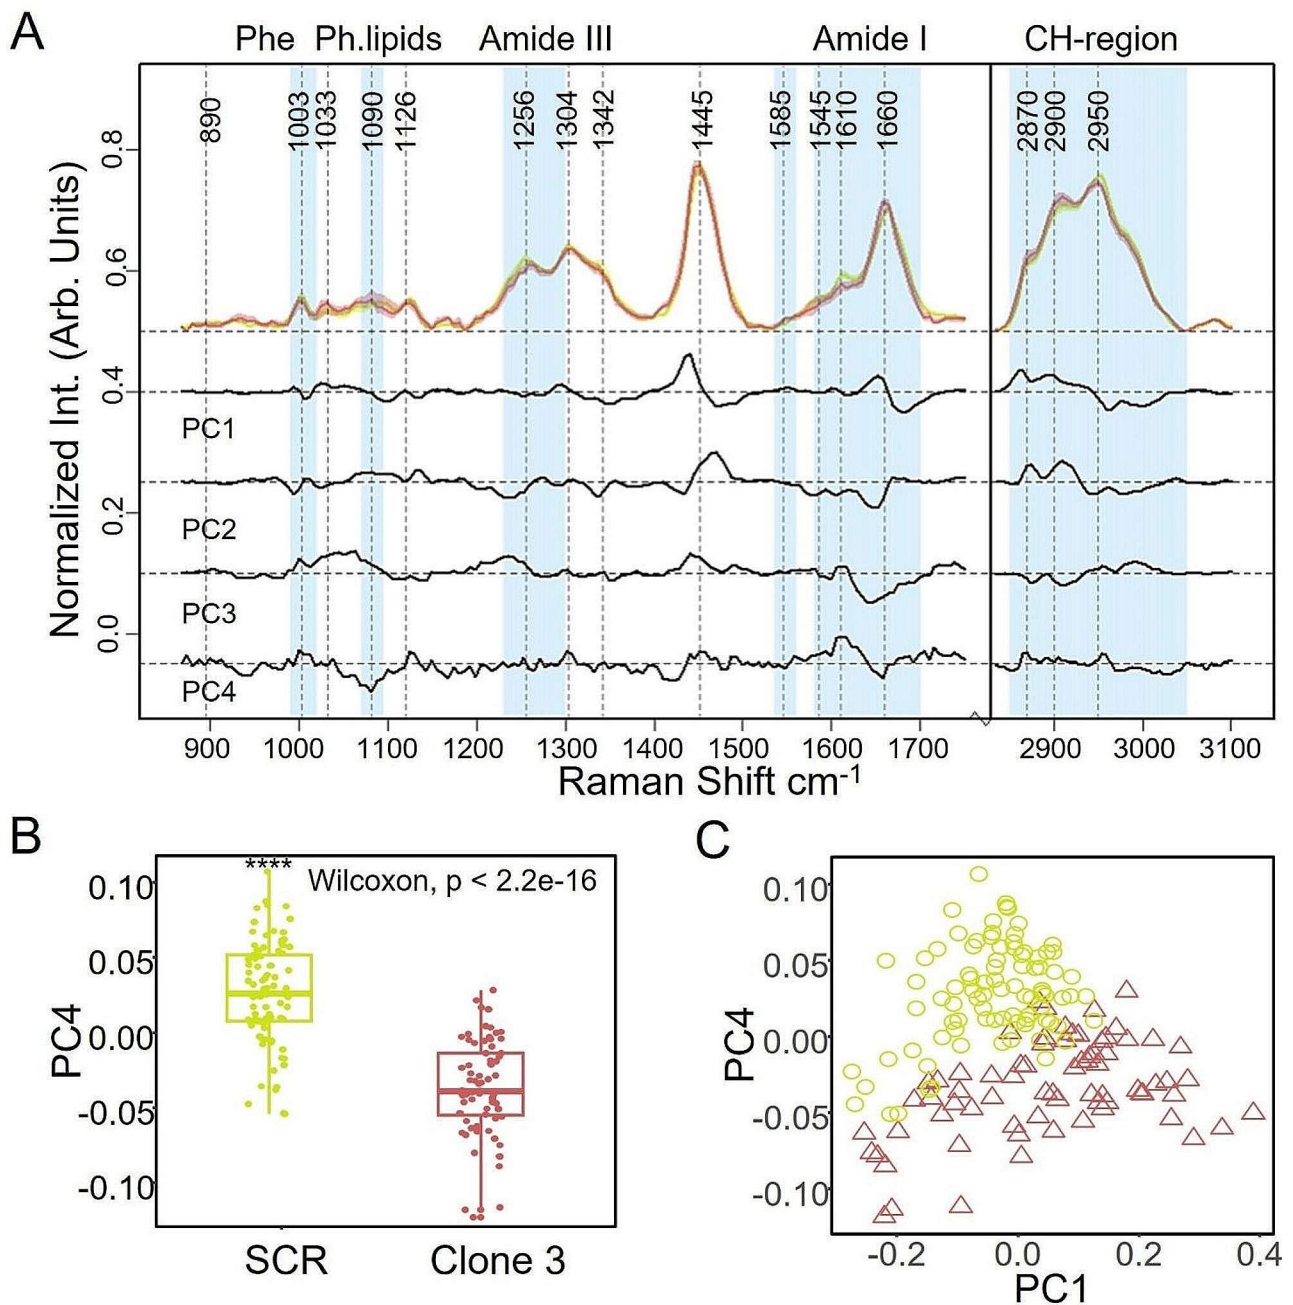 A
Phe Ph.lipids Amide III Amide I CH-region
890 1003 1033 1090 1126 1256 1304 1342 1445 1585 1545 1610 1660 2870 2900 2950
Normalized Int. (Arb. Units)
0.8
0.6
0.4
0.2
0.0
PC1
PC2
PC3
PC4
900 1000 1100 1200 1300 1400 1500 1600 1700 2900 3000 3100
Raman Shift cm-1
B
****
Wilcoxon, p < 2.2e-16
PC4
0.10
0.05
0.00
-0.05
-0.10
SCR Clone 3
C
PC4
0.10
0.05
0.00
-0.05
-0.10
-0.2 0.0 0.2 0.4
PC1